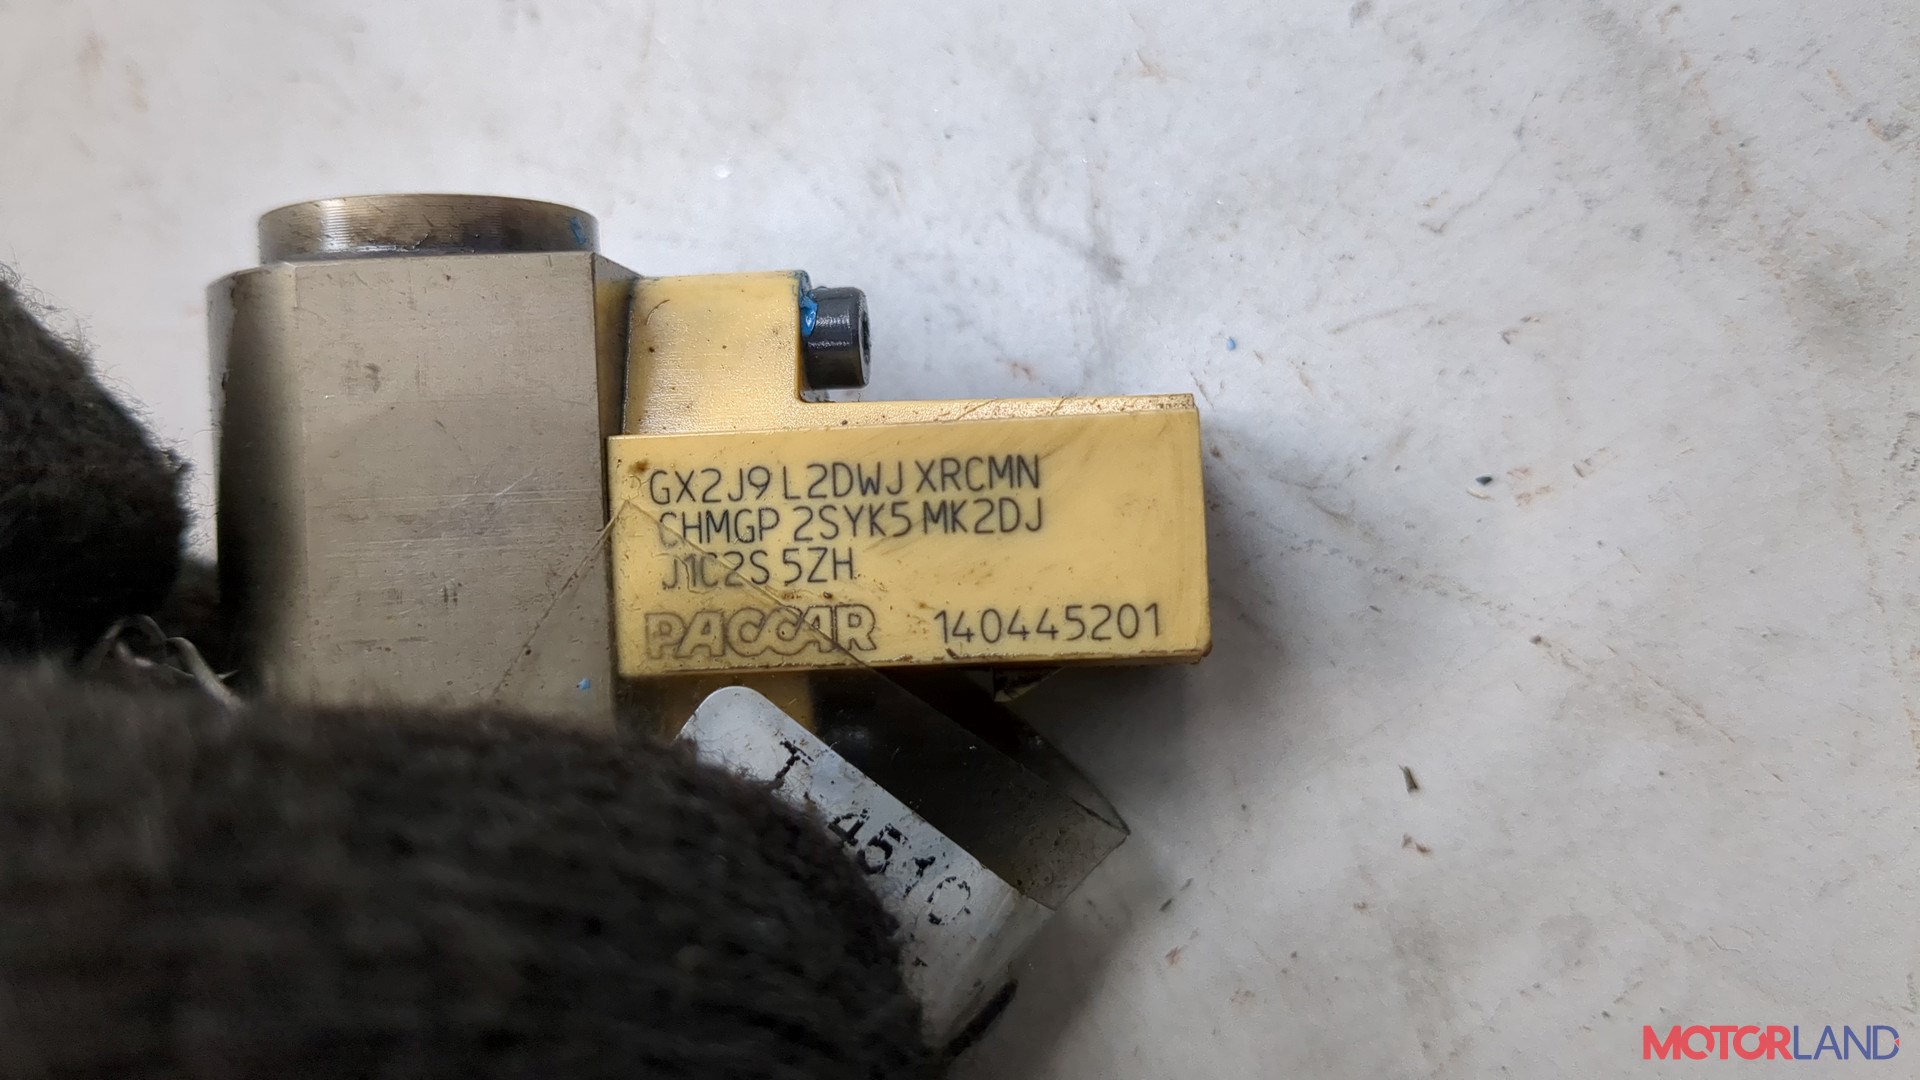 GX2J9 L2DWJ XRCMN
CHMGP 2SYK5 MK2DJ
J1C2S 5ZH
PACCAR 140445201
MOTORLAND